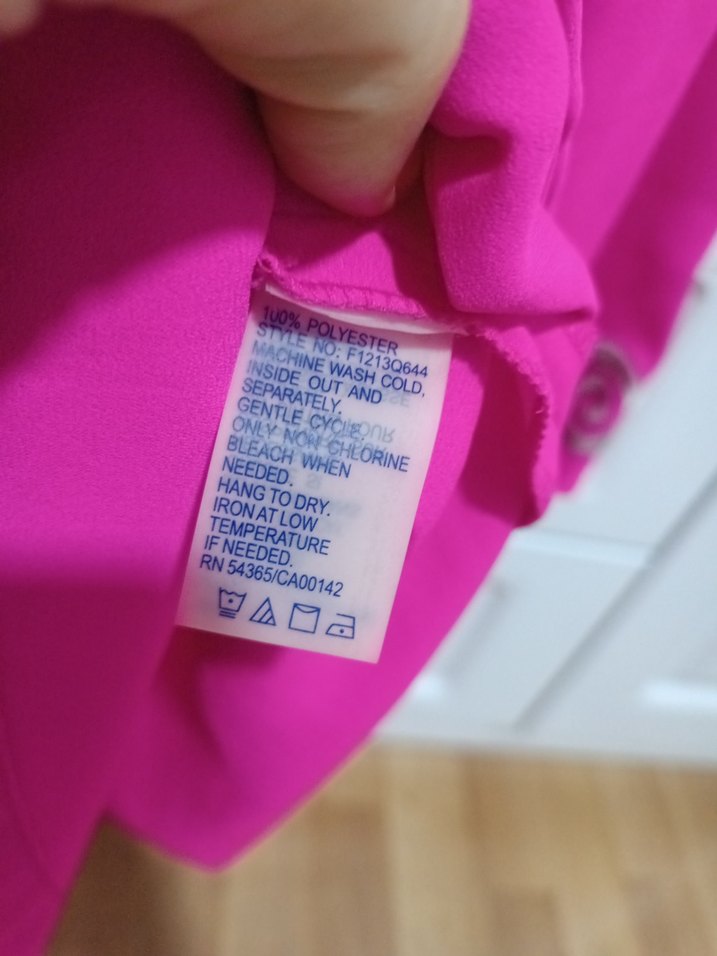 100% POLYESTER
STYLE NO: F1213Q644
MACHINE WASH COLD,
INSIDE OUT AND
SEPARATELY.
GENTLE CYCLE.
ONLY NON CHLORINE
BLEACH WHEN
NEEDED.
HANG TO DRY.
IRON AT LOW
TEMPERATURE
IF NEEDED.
RN 54365/CA00142